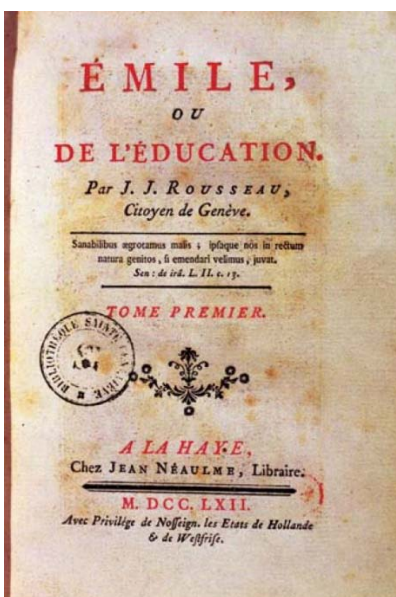 ÉMILE,
OU
DE L'ÉDUCATION.
Par J. J. ROUSSEAU,
Citoyen de Genève.
Sanabilibus ægrotamus malis ; ipſaque nos in rectum
natura genitos, ſi emendari velimus, juvat.
Sen : de irâ. L. II. c. 13.
TOME PREMIER.
BIBLIOTHÈQUE SAINTE
A LA HAYE,
Chez JEAN NÉAULME, Libraire.
M. DCC. LXII.
Avec Privilége de Noſſeign. les Etats de Hollande
& de Weſtfriſe.